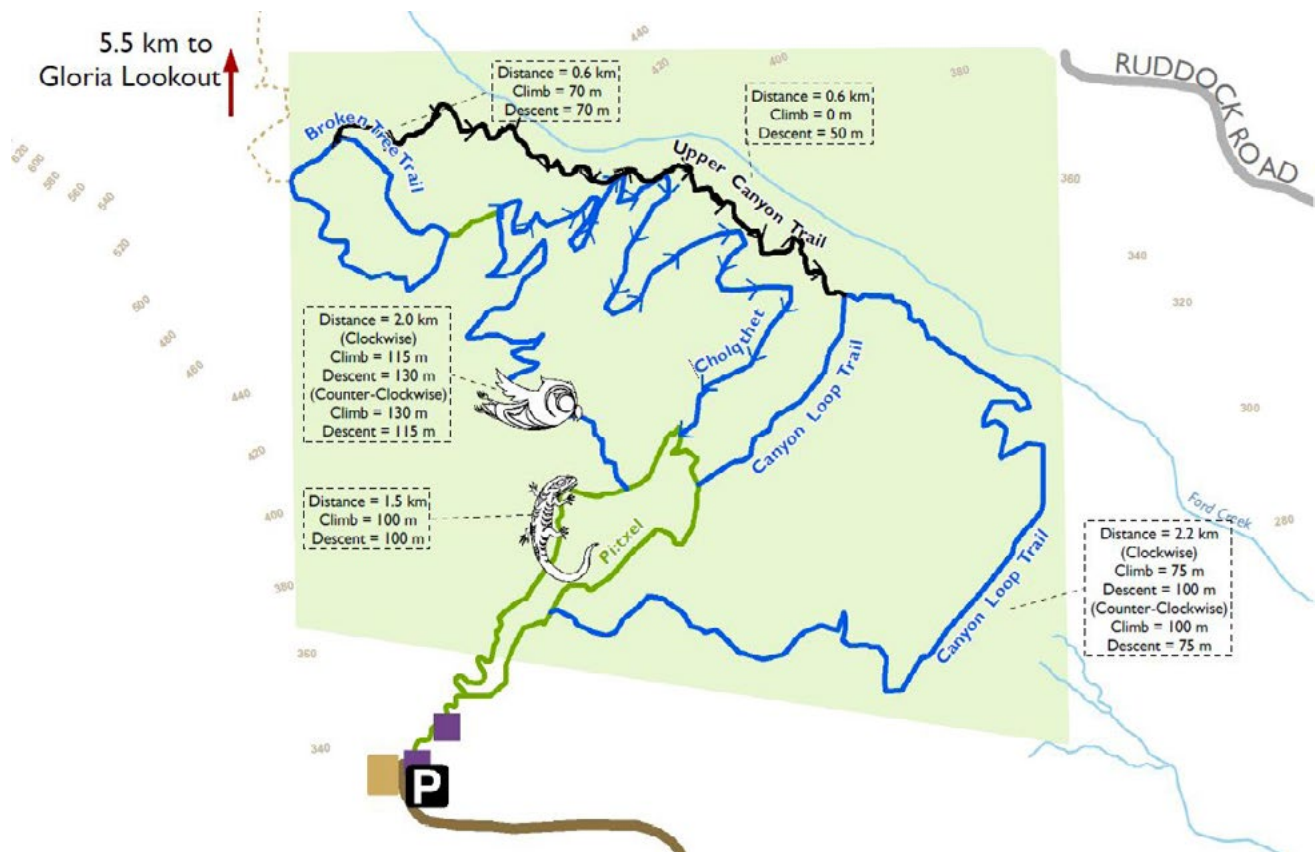 5.5 km to
Gloria Lookout
Distance = 0.6 km
Climb = 70 m
Descent = 70 m
Distance = 0.6 km
Climb = 0 m
Descent = 50 m
RUDDOCK ROAD
440
420
400
380
360
340
320
300
280
620
600
580
560
540
520
500
480
460
440
420
400
380
360
340
Broken Tree Trail
Upper Canyon Trail
Distance = 2.0 km
(Clockwise)
Climb = 115 m
Descent = 130 m
(Counter-Clockwise)
Climb = 130 m
Descent = 115 m
Cholqthet
Canyon Loop Trail
Distance = 1.5 km
Climb = 100 m
Descent = 100 m
Pi:txel
Canyon Loop Trail
Ford Creek
Distance = 2.2 km
(Clockwise)
Climb = 75 m
Descent = 100 m
(Counter-Clockwise)
Climb = 100 m
Descent = 75 m
P